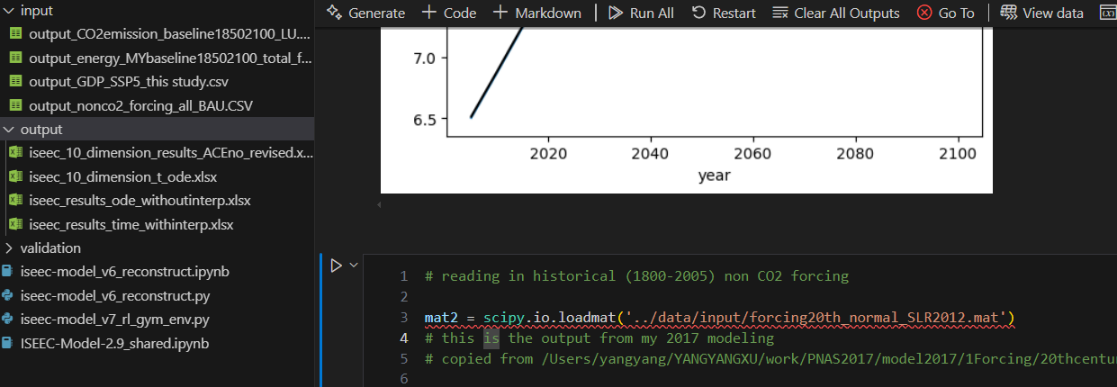 input
output_CO2emission_baseline18502100_LU....
output_energy_MYbaseline18502100_total_f...
output_GDP_SSP5_this study.csv
output_nonco2_forcing_all_BAU.CSV
output
iseec_10_dimension_results_ACEno_revised.x...
iseec_10_dimension_t_ode.xlsx
iseec_results_ode_withoutinterp.xlsx
iseec_results_time_withinterp.xlsx
validation
iseec-model_v6_reconstruct.ipynb
iseec-model_v6_reconstruct.py
iseec-model_v7_rl_gym_env.py
ISEEC-Model-2.9_shared.ipynb
Generate + Code + Markdown Run All Restart Clear All Outputs Go To View data
7.0
6.5
2020 2040 2060 2080 2100
year
1 # reading in historical (1800-2005) non CO2 forcing
2
3 mat2 = scipy.io.loadmat('../data/input/forcing20th_normal_SLR2012.mat')
4 # this is the output from my 2017 modeling
5 # copied from /Users/yangyang/YANGYANGXU/work/PNAS2017/model2017/1Forcing/20thcentur
6